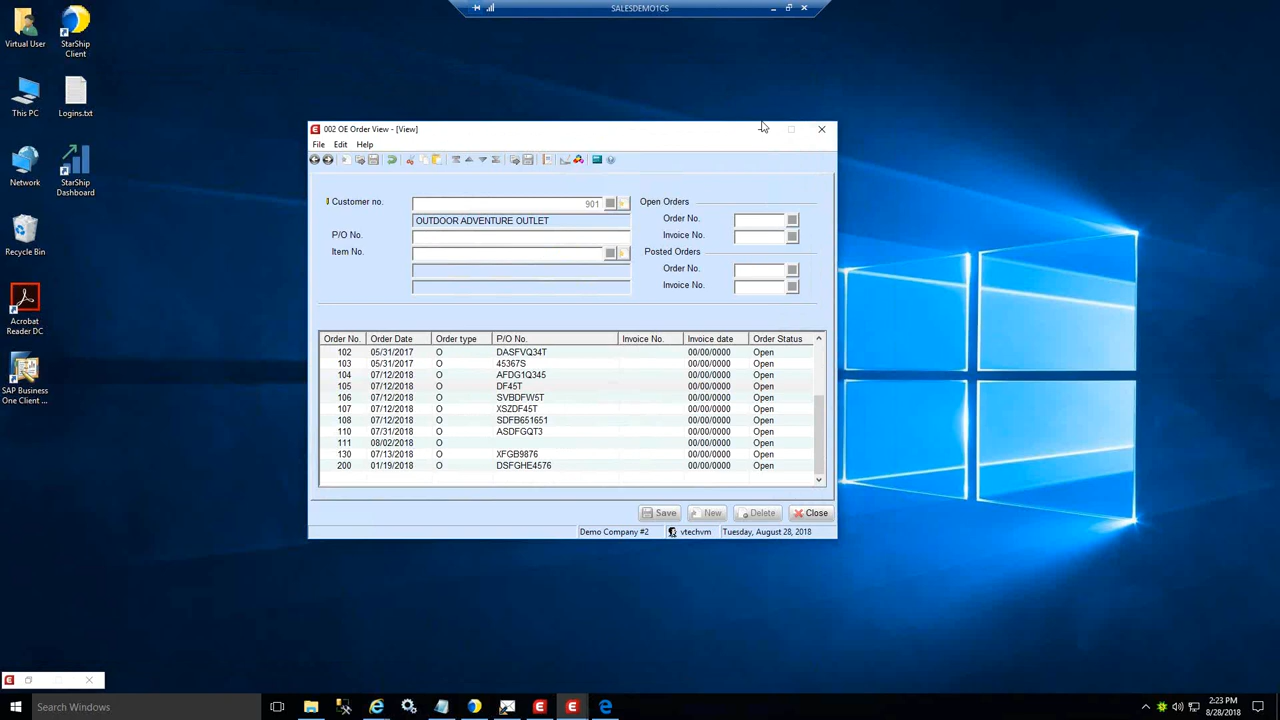 SALESDEMO1CS
Virtual User
StarShip Client
This PC
Logins.txt
Network
StarShip Dashboard
Recycle Bin
Acrobat Reader DC
SAP Business One Client ...
002 OE Order View - [View]
File Edit Help
Customer no. 901
OUTDOOR ADVENTURE OUTLET
P/O No.
Item No.
Open Orders
Order No.
Invoice No.
Posted Orders
Order No.
Invoice No.
Order No. Order Date Order type P/O No. Invoice No. Invoice date Order Status
102 05/31/2017 O DASFVQ34T 00/00/0000 Open
103 05/31/2017 O 45367S 00/00/0000 Open
104 07/12/2018 O AFDG1Q345 00/00/0000 Open
105 07/12/2018 O DF45T 00/00/0000 Open
106 07/12/2018 O SVBDFW5T 00/00/0000 Open
107 07/12/2018 O XSZDF45T 00/00/0000 Open
108 07/12/2018 O SDFB651651 00/00/0000 Open
110 07/31/2018 O ASDFGQT3 00/00/0000 Open
111 08/02/2018 O 00/00/0000 Open
130 07/13/2018 O XFGB9876 00/00/0000 Open
200 01/19/2018 O DSFGHE4576 00/00/0000 Open
Save New Delete Close
Demo Company #2 vtechvm Tuesday, August 28, 2018
Search Windows
2:23 PM
8/28/2018